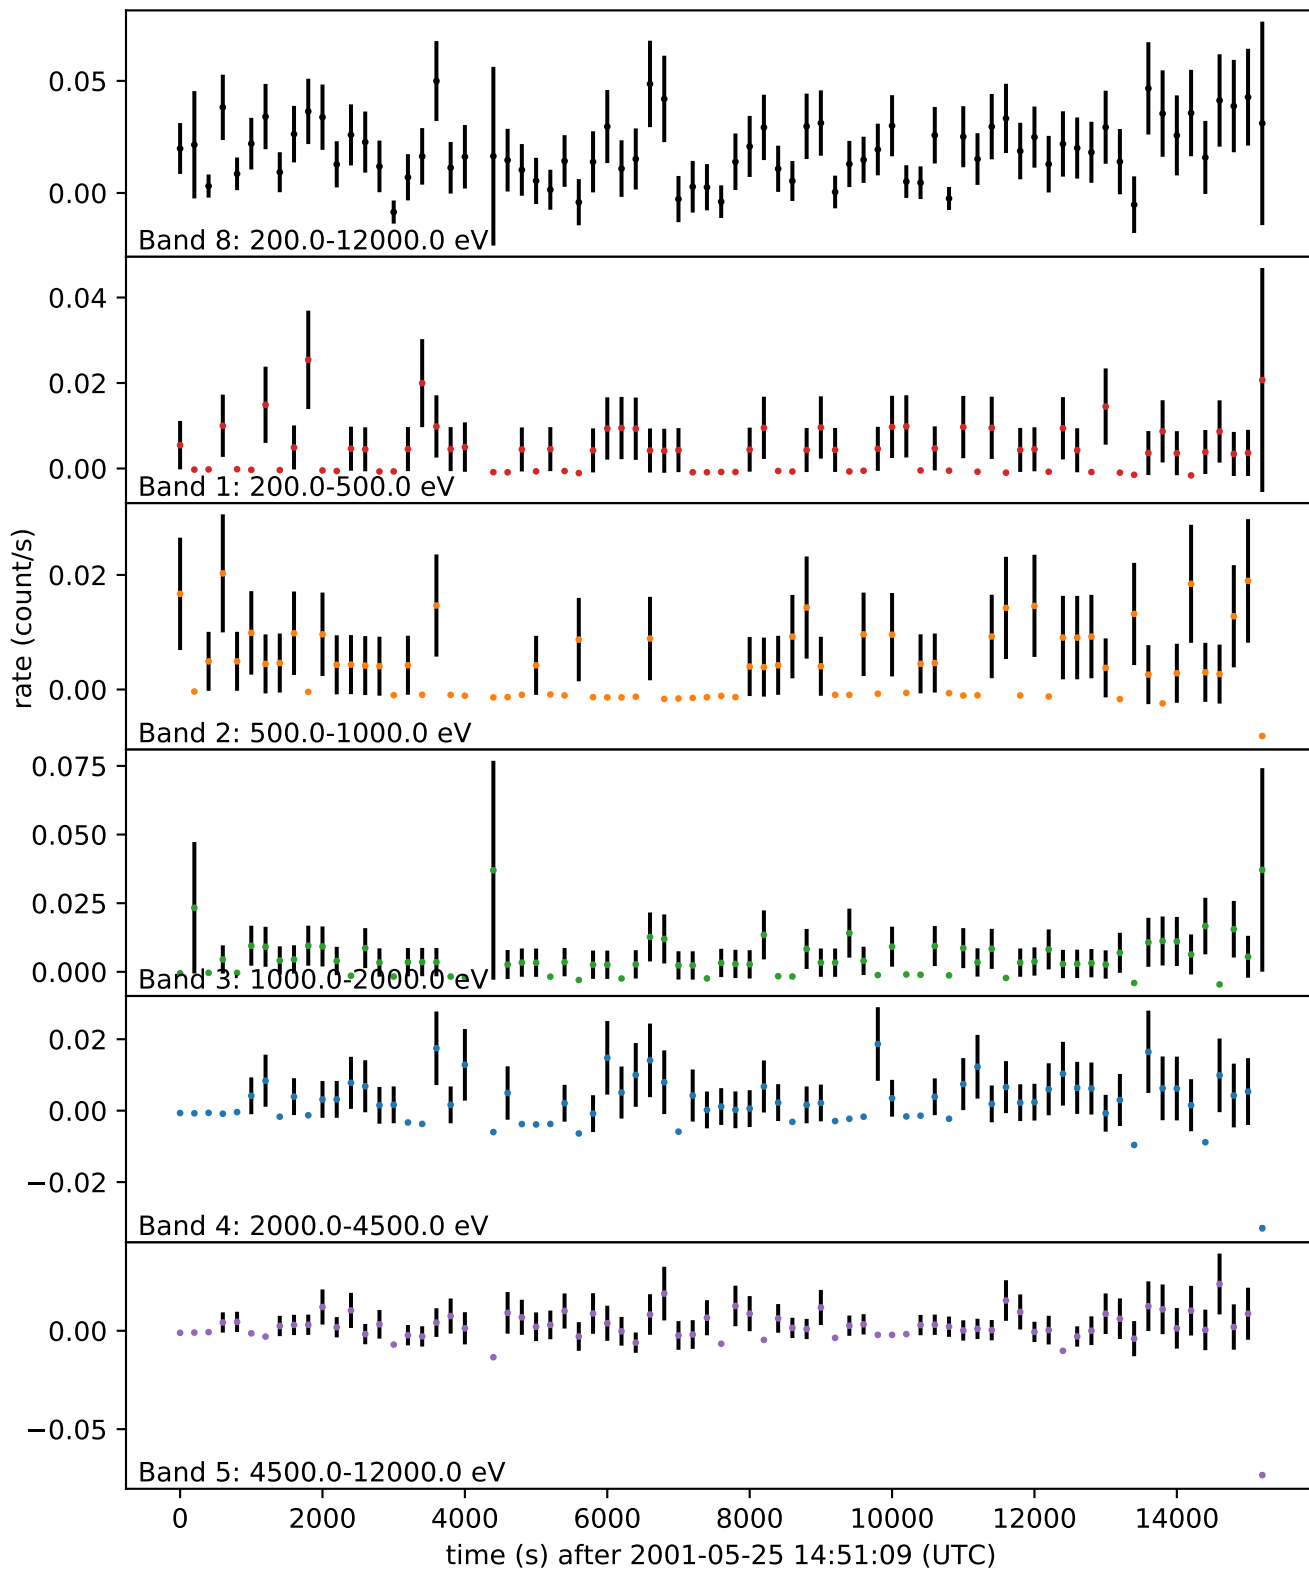 0.05
0.00
Band 8: 200.0-12000.0 eV
0.04
0.02
0.00
Band 1: 200.0-500.0 eV
rate (count/s)
0.02
0.00
Band 2: 500.0-1000.0 eV
0.075
0.050
0.025
0.000
Band 3: 1000.0-2000.0 eV
0.02
0.00
−0.02
Band 4: 2000.0-4500.0 eV
0.00
−0.05
Band 5: 4500.0-12000.0 eV
0 2000 4000 6000 8000 10000 12000 14000
time (s) after 2001-05-25 14:51:09 (UTC)